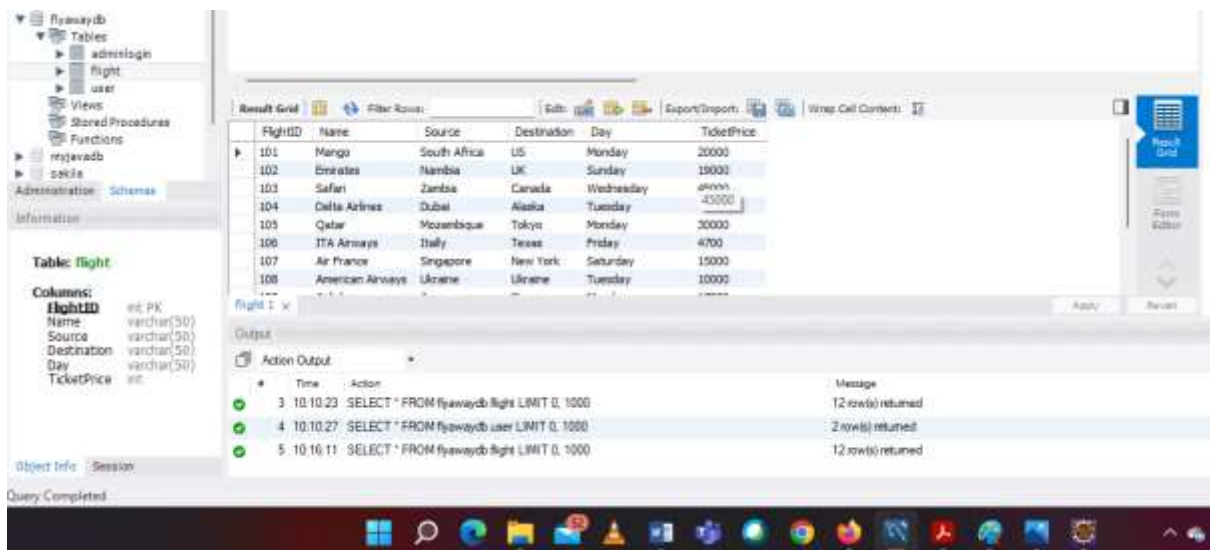 flyawaydb
Tables
adminlogin
flight
user
Views
Stored Procedures
Functions
myjavadb
sakila
Administration Schemas
Information
Table: flight
Columns:
FlightID int PK
Name varchar(50)
Source varchar(50)
Destination varchar(50)
Day varchar(50)
TicketPrice int
Object Info Session
Query Completed
Result Grid Filter Rows: Edit: Export/Import: Wrap Cell Content:
FlightID Name Source Destination Day TicketPrice
101 Mango South Africa US Monday 20000
102 Emirates Namibia UK Sunday 19000
103 Safari Zambia Canada Wednesday 45000
45000
104 Delta Airlines Dubai Alaska Tuesday
105 Qatar Mozambique Tokyo Monday 30000
106 ITA Airways Itally Texas Friday 4700
107 Air France Singapore New York Saturday 15000
108 American Airways Ukraine Ukraine Tuesday 10000
flight 1 Apply Revert
Result Grid
Form Editor
Output
Action Output
# Time Action Message
3 10:10:23 SELECT * FROM flyawaydb.flight LIMIT 0, 1000 12 row(s) returned
4 10:10:27 SELECT * FROM flyawaydb.user LIMIT 0, 1000 2 row(s) returned
5 10:16:11 SELECT * FROM flyawaydb.flight LIMIT 0, 1000 12 row(s) returned